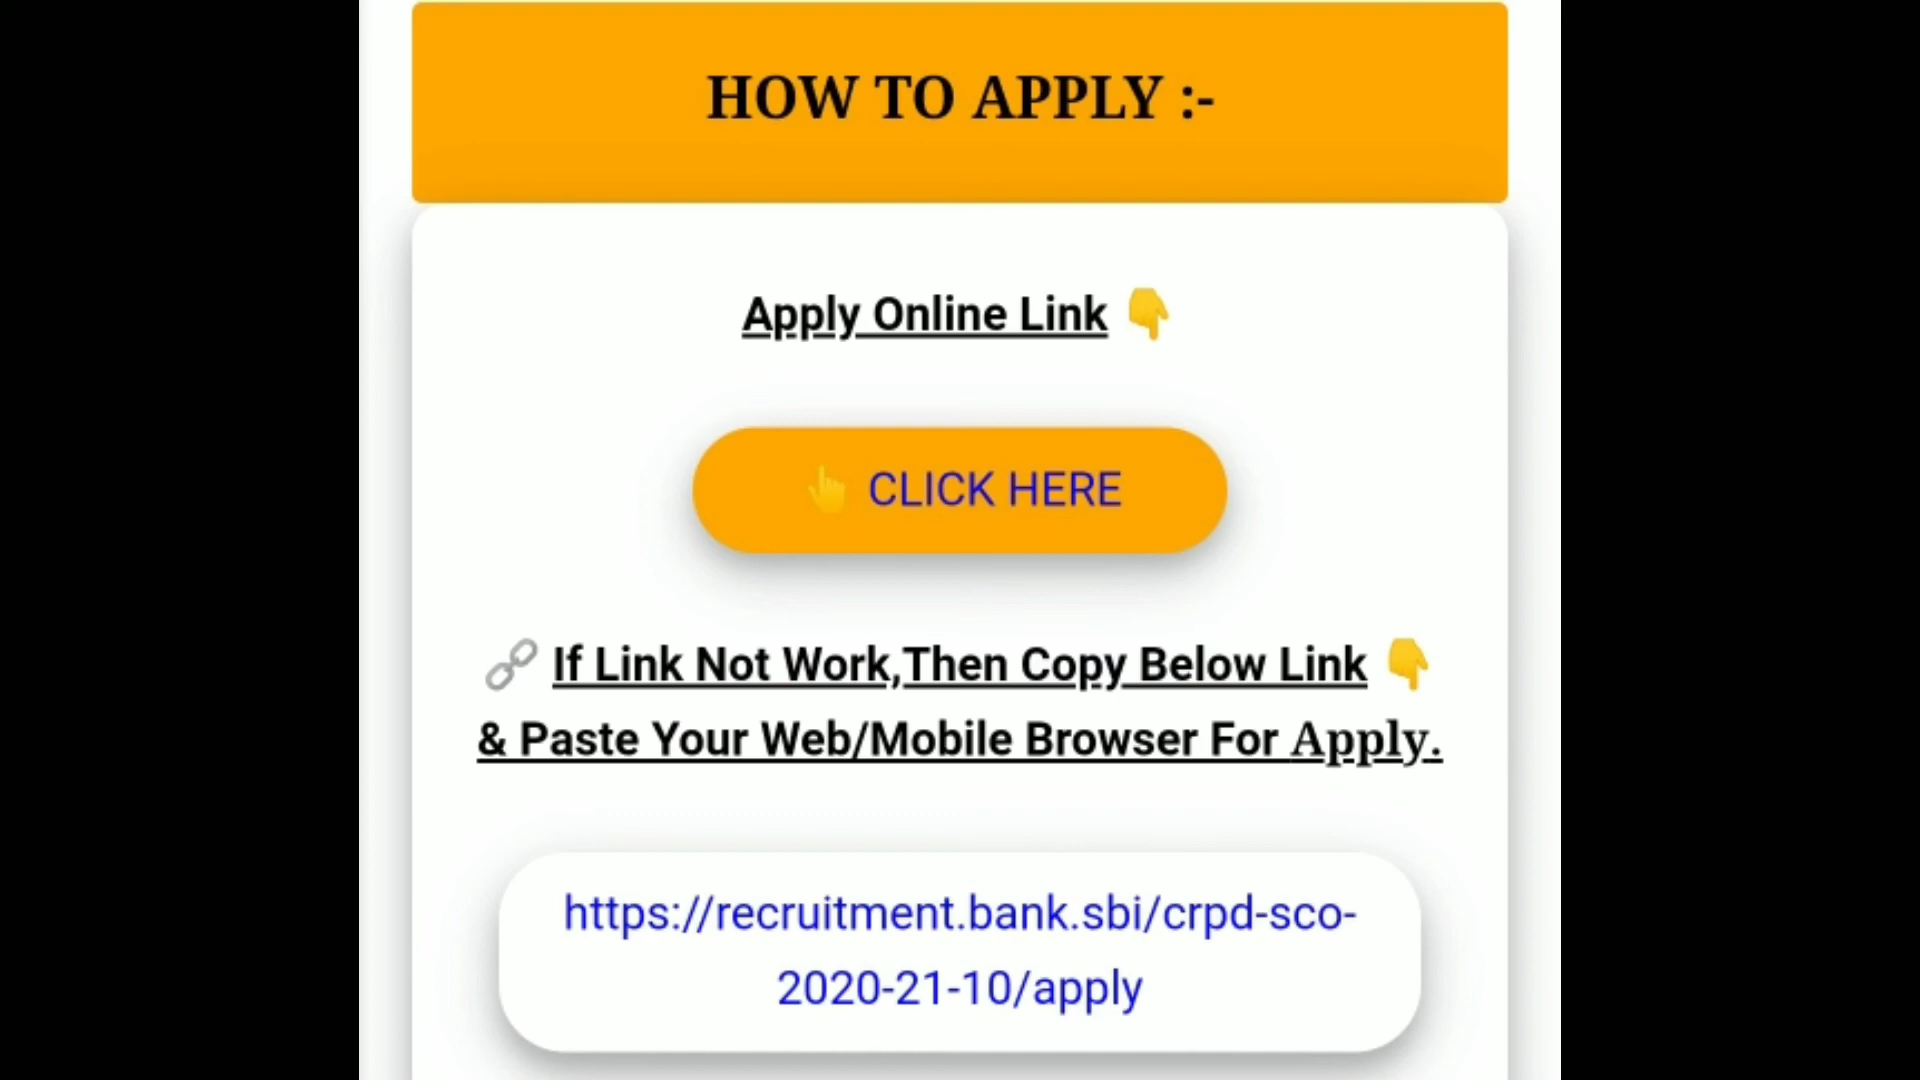 HOW TO APPLY :-
Apply Online Link 👇
👆 CLICK HERE
🔗 If Link Not Work,Then Copy Below Link 👇
& Paste Your Web/Mobile Browser For Apply.
https://recruitment.bank.sbi/crpd-sco-
2020-21-10/apply